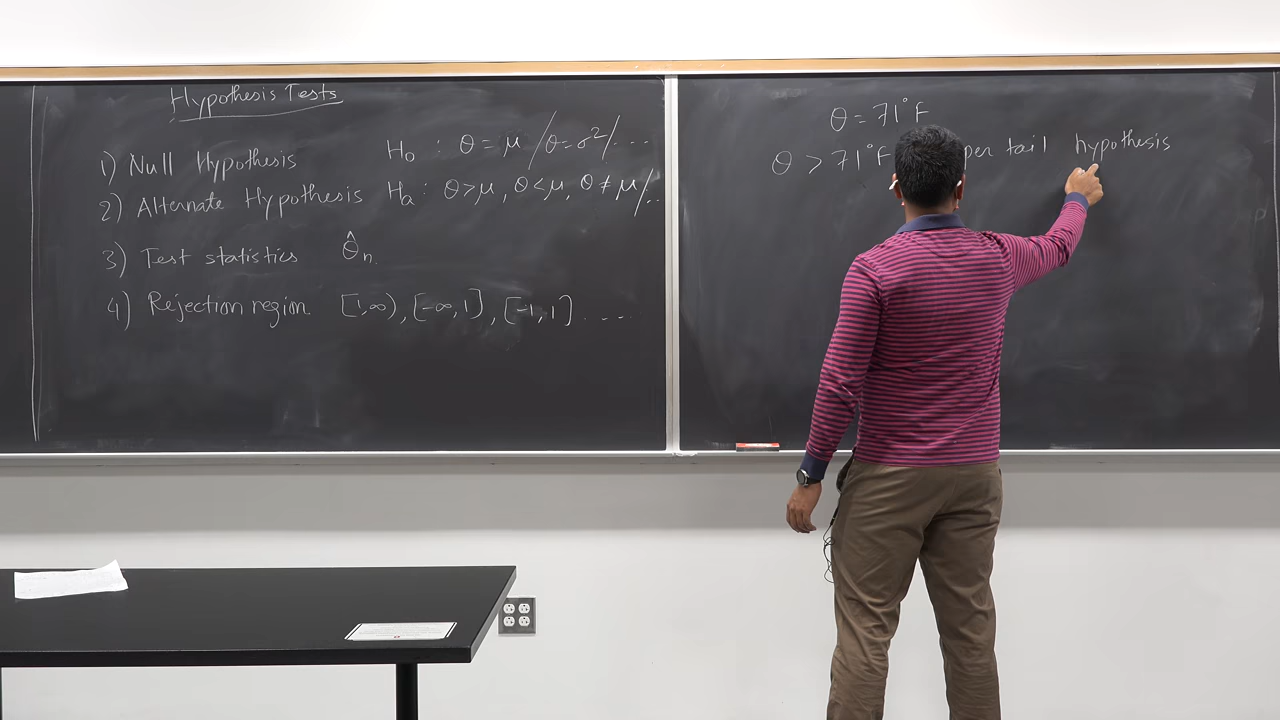 Hypothesis Tests
1) Null Hypothesis H₀ : θ = μ / θ = σ² / ...
2) Alternate Hypothesis Hₐ : θ > μ, θ < μ, θ ≠ μ / ..
3) Test statistics θ̂ₙ
4) Rejection region [1,∞), [-∞, 1], [-1, 1] ....
θ = 71°F
θ > 71°F tail hypothesis